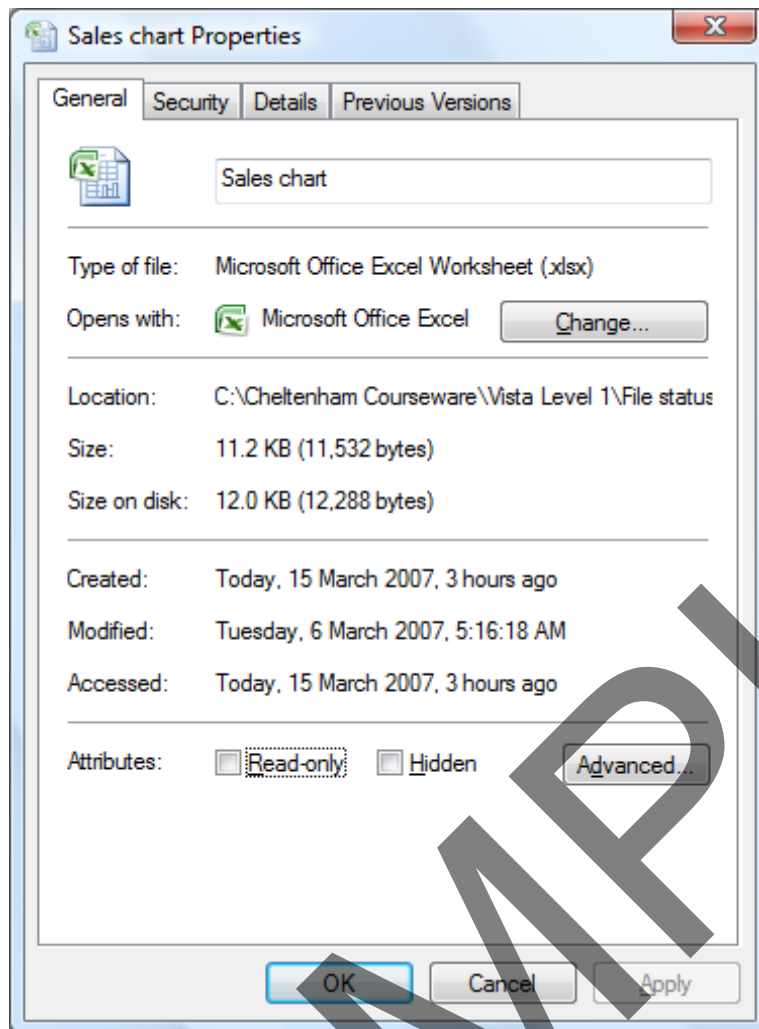 Sales chart Properties
General Security Details Previous Versions
Sales chart
Type of file: Microsoft Office Excel Worksheet (.xlsx)
Opens with: Microsoft Office Excel Change...
Location: C:\Cheltenham Courseware\Vista Level 1\File status
Size: 11.2 KB (11,532 bytes)
Size on disk: 12.0 KB (12,288 bytes)
Created: Today, 15 March 2007, 3 hours ago
Modified: Tuesday, 6 March 2007, 5:16:18 AM
Accessed: Today, 15 March 2007, 3 hours ago
Attributes: Read-only Hidden Advanced...
OK Cancel Apply
MP